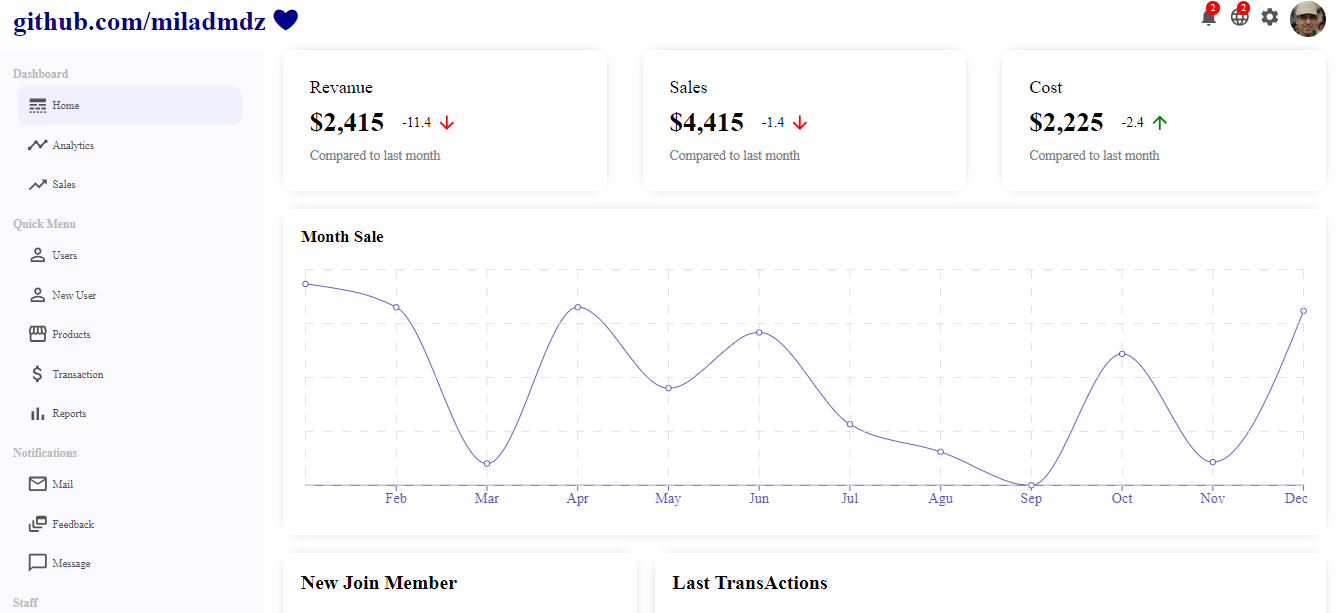 github.com/miladmdz
2
2
Dashboard
Home
Analytics
Sales
Quick Menu
Users
New User
Products
Transaction
Reports
Notifications
Mail
Feedback
Message
Staff
Revanue
$2,415 -11.4
Compared to last month
Sales
$4,415 -1.4
Compared to last month
Cost
$2,225 -2.4
Compared to last month
Month Sale
Feb Mar Apr May Jun Jul Agu Sep Oct Nov Dec
New Join Member
Last TransActions